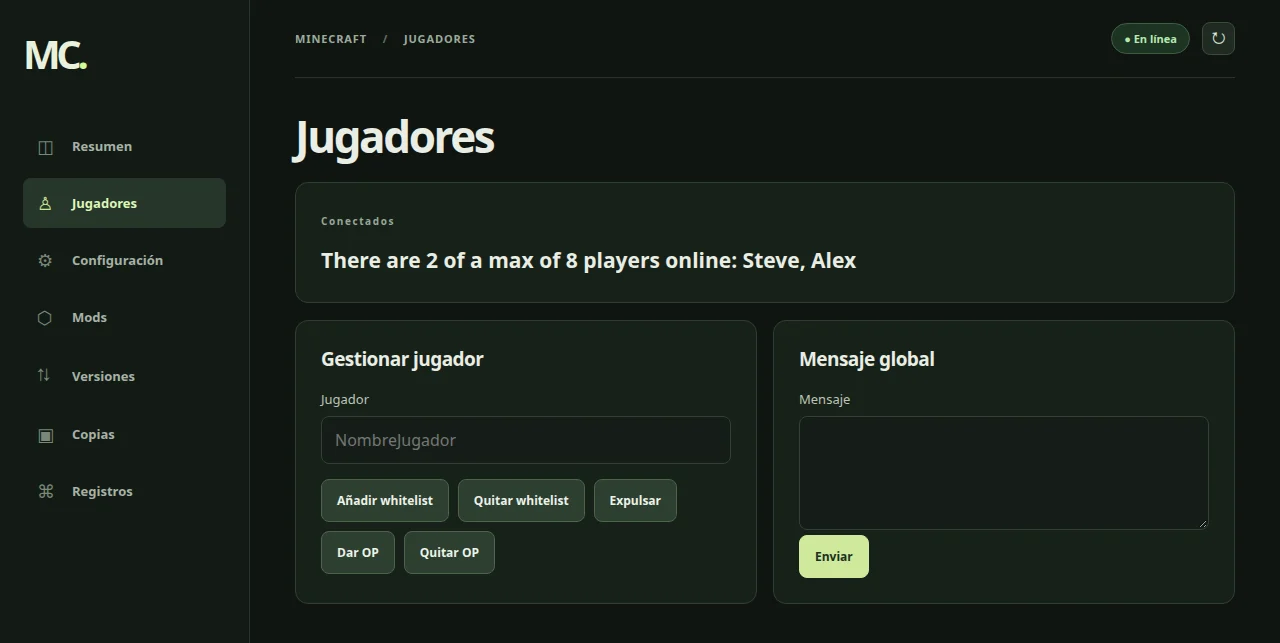 MC.
MINECRAFT / JUGADORES
● En línea
Resumen
Jugadores
Configuración
Mods
Versiones
Copias
Registros
Jugadores
Conectados
There are 2 of a max of 8 players online: Steve, Alex
Gestionar jugador
Jugador
NombreJugador
Añadir whitelist
Quitar whitelist
Expulsar
Dar OP
Quitar OP
Mensaje global
Mensaje
Enviar